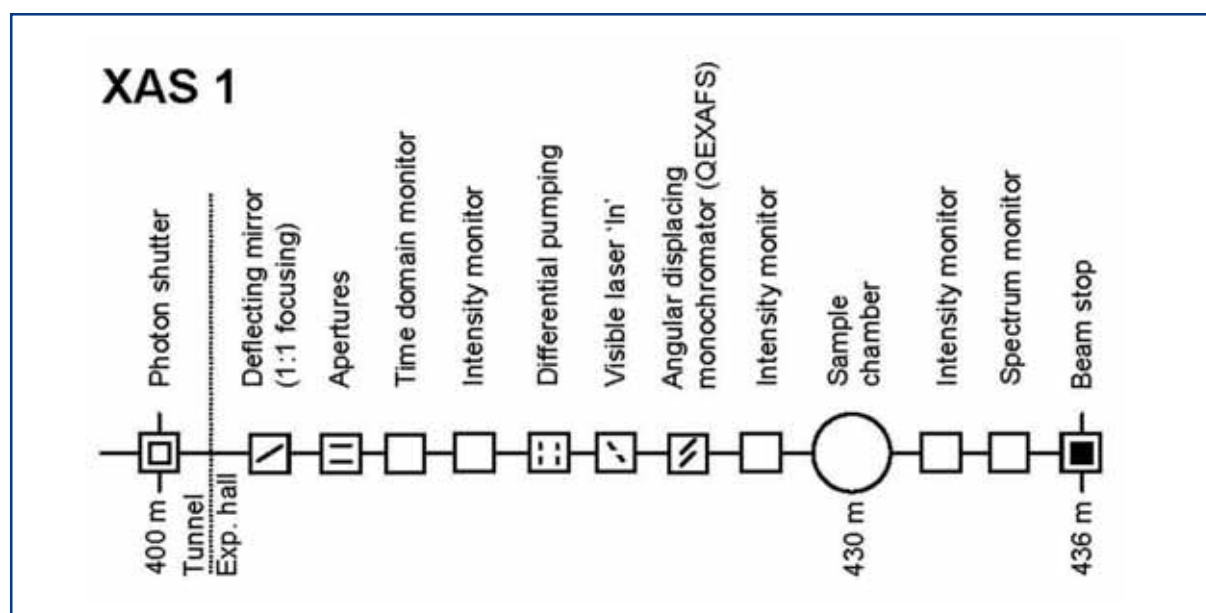 XAS 1
Photon shutter
Deflecting mirror
(1:1 focusing)
Apertures
Time domain monitor
Intensity monitor
Differential pumping
Visible laser ‘In’
Angular displacing
monochromator (QEXAFS)
Intensity monitor
Sample
chamber
Intensity monitor
Spectrum monitor
Beam stop
400 m
Tunnel
Exp. hall
430 m
436 m